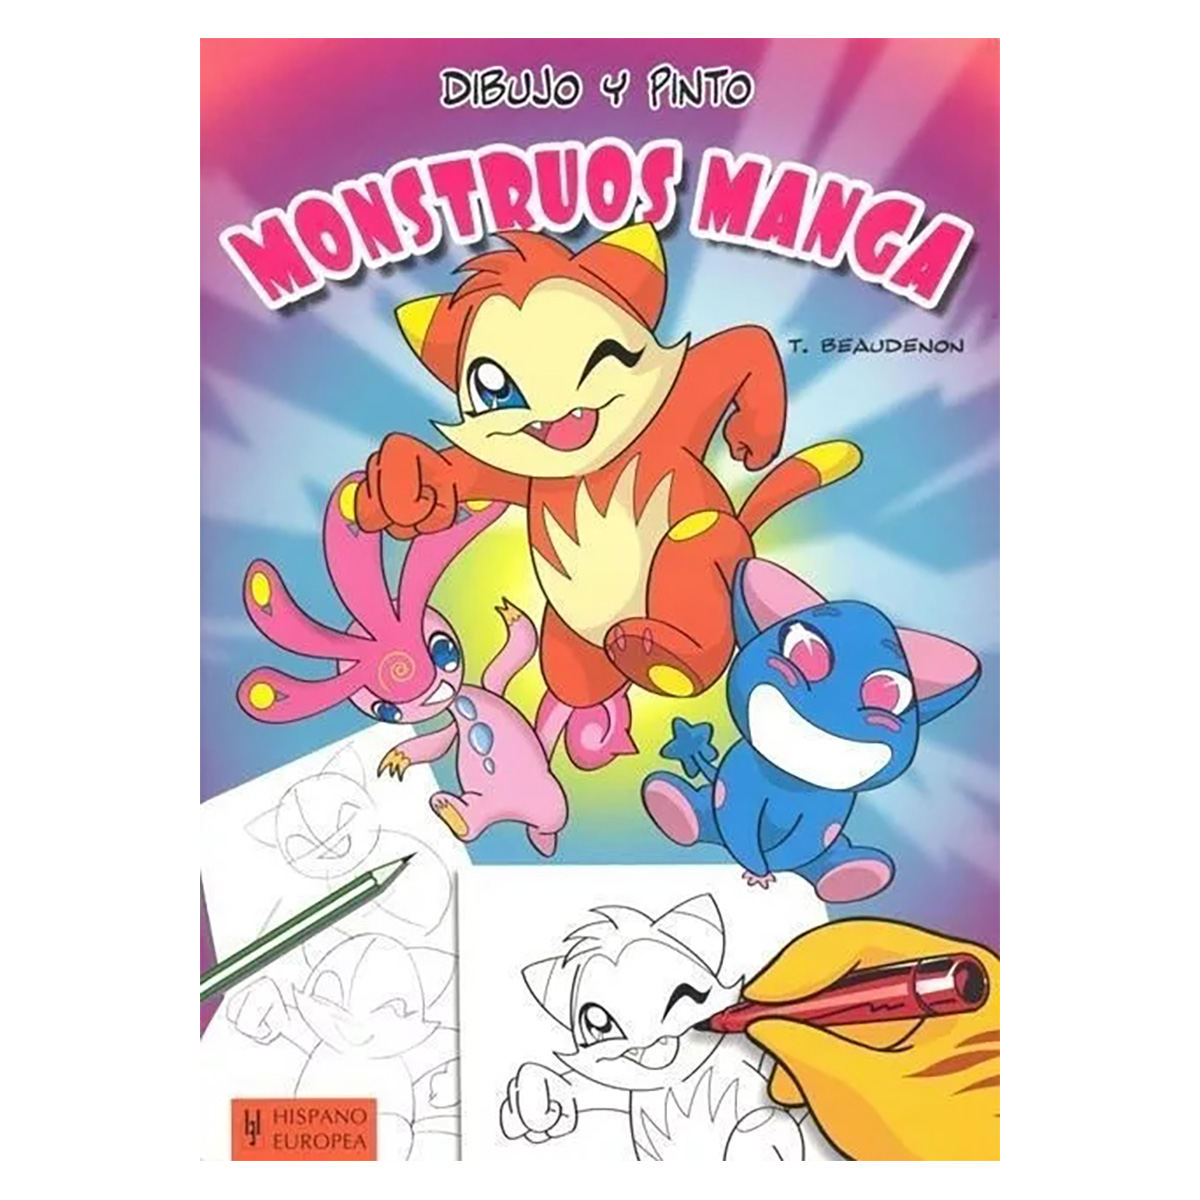 DIBUJO Y PINTO
MONSTRUOS MANGA
T. BEAUDENON
HISPANO
EUROPEA